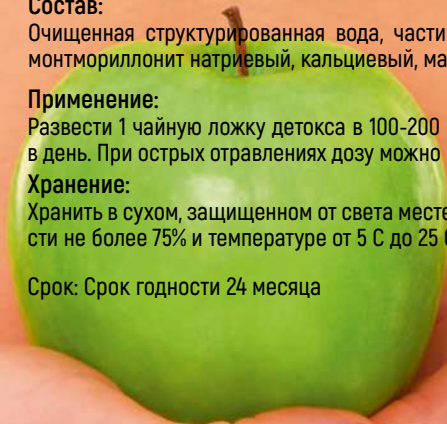 Состав:
Очищенная структурированная вода, части
монтмориллонит натриевый, кальциевый, ма
Применение:
Развести 1 чайную ложку детокса в 100-200
в день. При острых отравлениях дозу можно
Хранение:
Хранить в сухом, защищенном от света месте
сти не более 75% и температуре от 5 С до 25
Срок: Срок годности 24 месяца